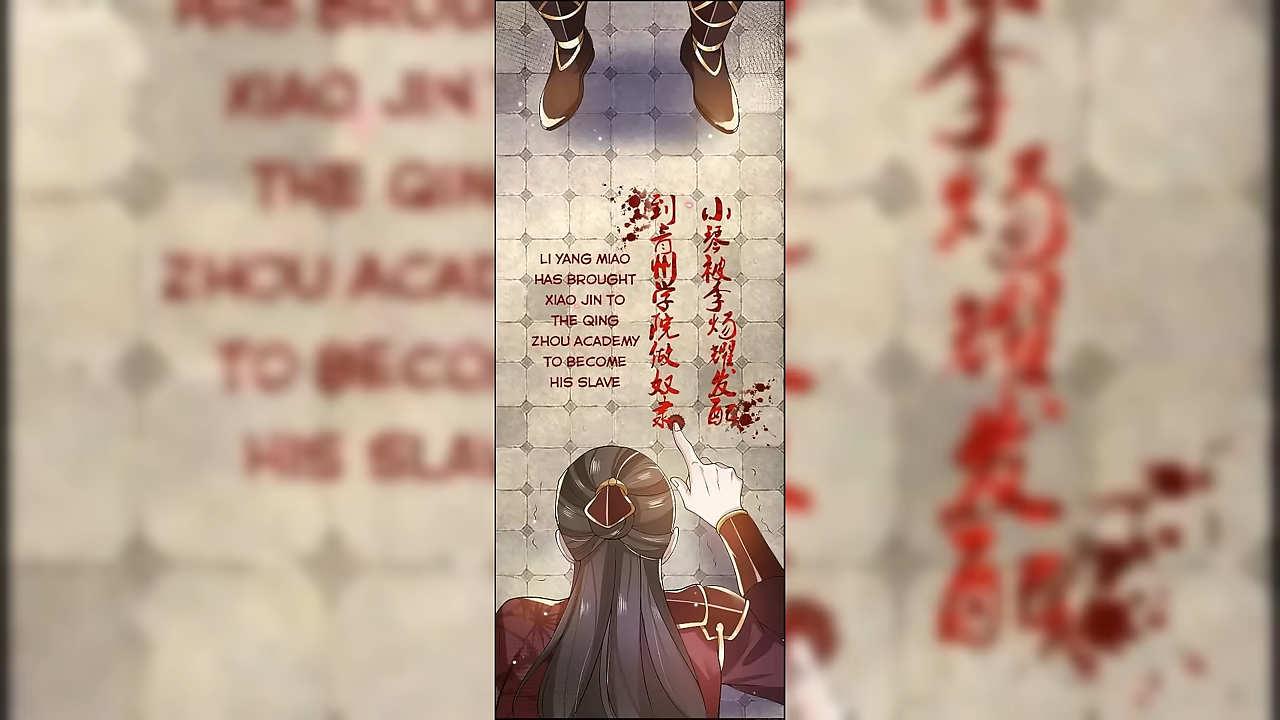 小琴被李炀耀发配
到青州学院做奴隶
LI YANG MIAO
HAS BROUGHT
XIAO JIN TO
THE QING
ZHOU ACADEMY
TO BECOME
HIS SLAVE